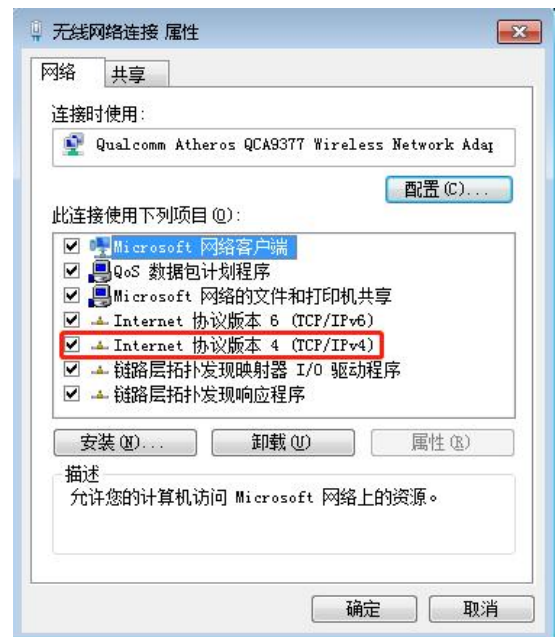 无线网络连接 属性
网络
共享
连接时使用:
Qualcomm Atheros QCA9377 Wireless Network Adap
配置(C)...
此连接使用下列项目(O):
Microsoft 网络客户端
QoS 数据包计划程序
Microsoft 网络的文件和打印机共享
Internet 协议版本 6 (TCP/IPv6)
Internet 协议版本 4 (TCP/IPv4)
链路层拓扑发现映射器 I/O 驱动程序
链路层拓扑发现响应程序
安装(N)...
卸载(U)
属性(R)
描述
允许您的计算机访问 Microsoft 网络上的资源。
确定
取消